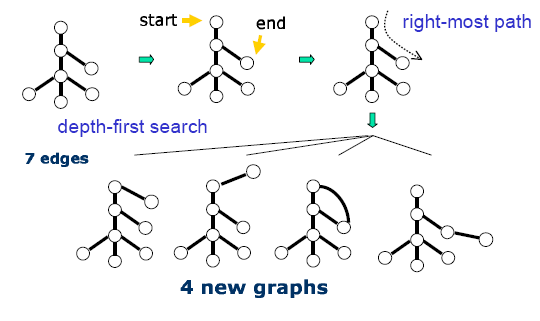 start
end
right-most path
depth-first search
7 edges
4 new graphs